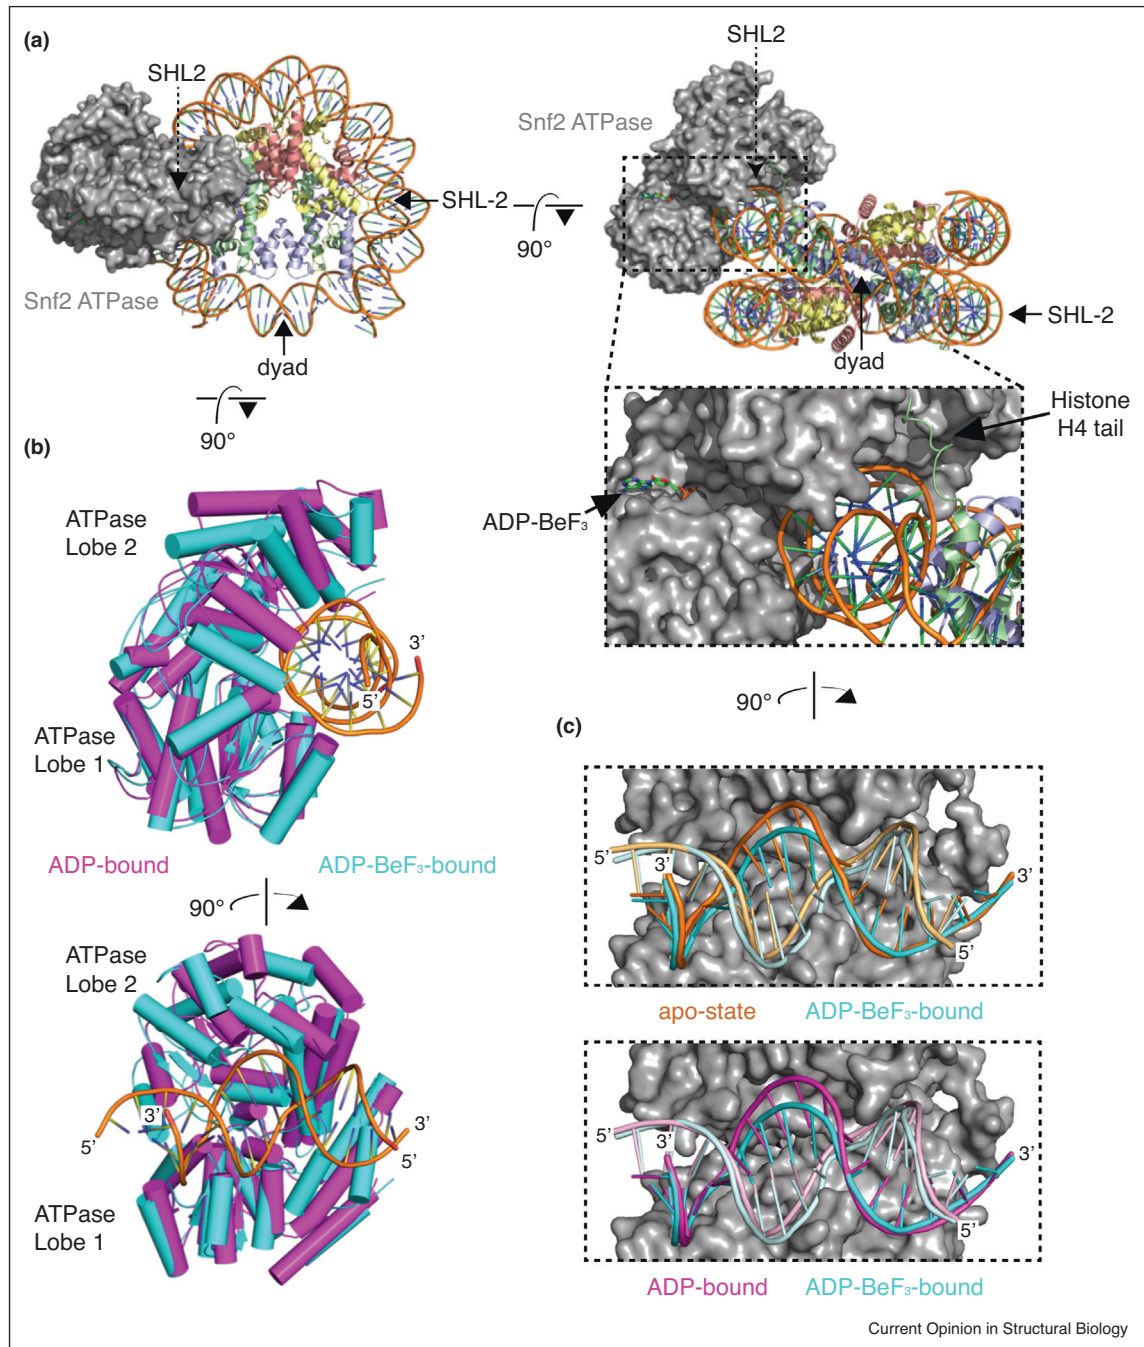 (a)
SHL2
SHL-2
Snf2 ATPase
dyad
90°
SHL2
Snf2 ATPase
90°
SHL-2
dyad
Histone
H4 tail
ADP-BeF₃
90°
(b)
ATPase
Lobe 2
3’
5’
ATPase
Lobe 1
ADP-bound
ADP-BeF₃-bound
90°
ATPase
Lobe 2
3’
5’
3’
5’
ATPase
Lobe 1
(c)
5’
3’
3’
5’
apo-state
ADP-BeF₃-bound
5’
3’
3’
5’
ADP-bound
ADP-BeF₃-bound
Current Opinion in Structural Biology